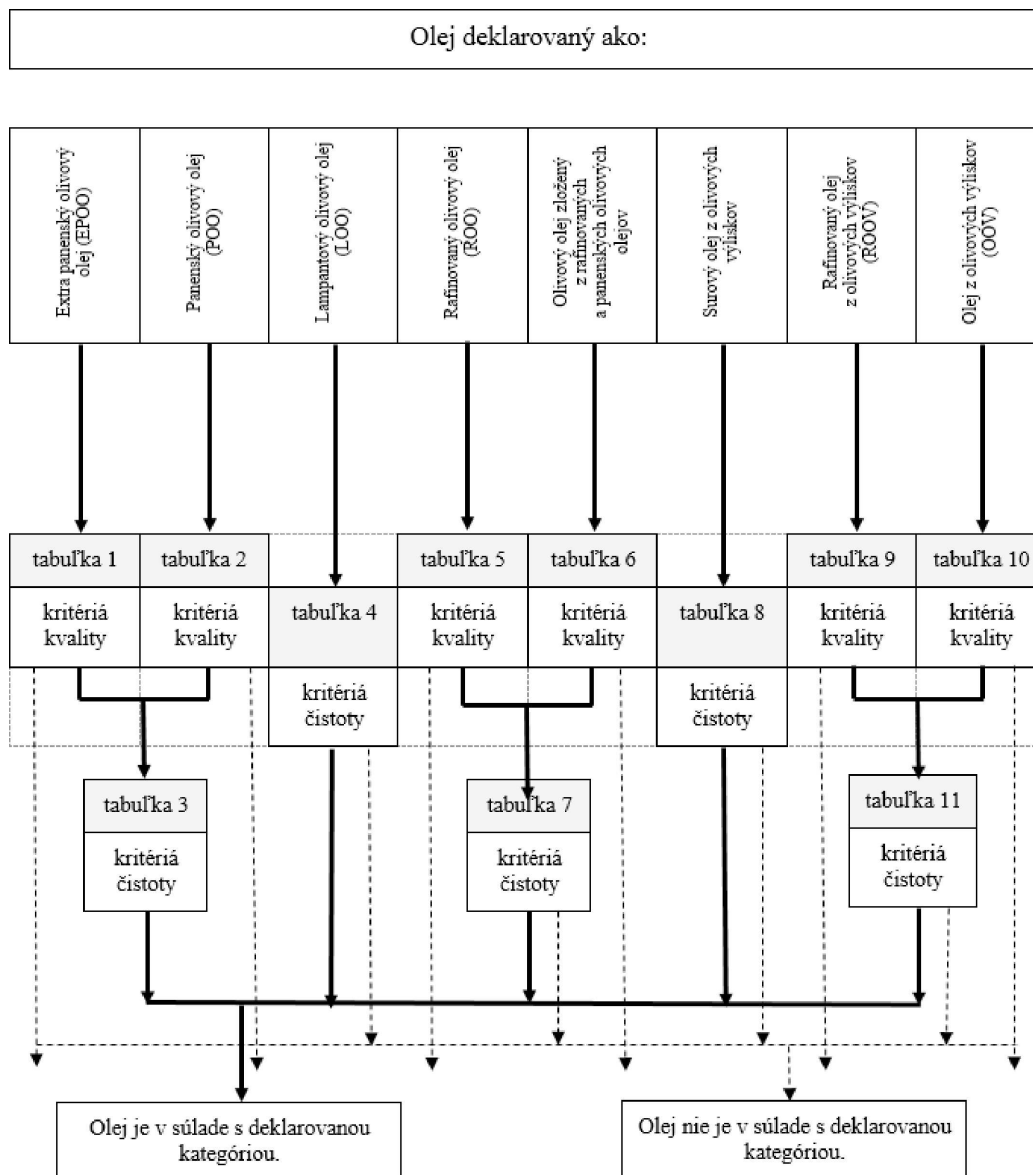 Olej deklarovaný ako:
Extra panenský olivový
olej (EPOO)
Panenský olivový olej
(POO)
Lampantový olivový olej
(LOO)
Rafinovaný olivový olej
(ROO)
Olivový olej zložený
z rafinovaných
a panenských olivových
olejov
Surový olej z olivových
výliskov
Rafinovaný olej
z olivových výliskov
(ROOV)
Olej z olivových výliskov
(OOV)
tabuľka 1
tabuľka 2
tabuľka 5
tabuľka 6
tabuľka 9
tabuľka 10
kritériá
kvality
kritériá
kvality
tabuľka 4
kritériá
kvality
kritériá
kvality
tabuľka 8
kritériá
kvality
kritériá
kvality
kritériá
čistoty
kritériá
čistoty
tabuľka 3
tabuľka 7
tabuľka 11
kritériá
čistoty
kritériá
čistoty
kritériá
čistoty
Olej je v súlade s deklarovanou
kategóriou.
Olej nie je v súlade s deklarovanou
kategóriou.